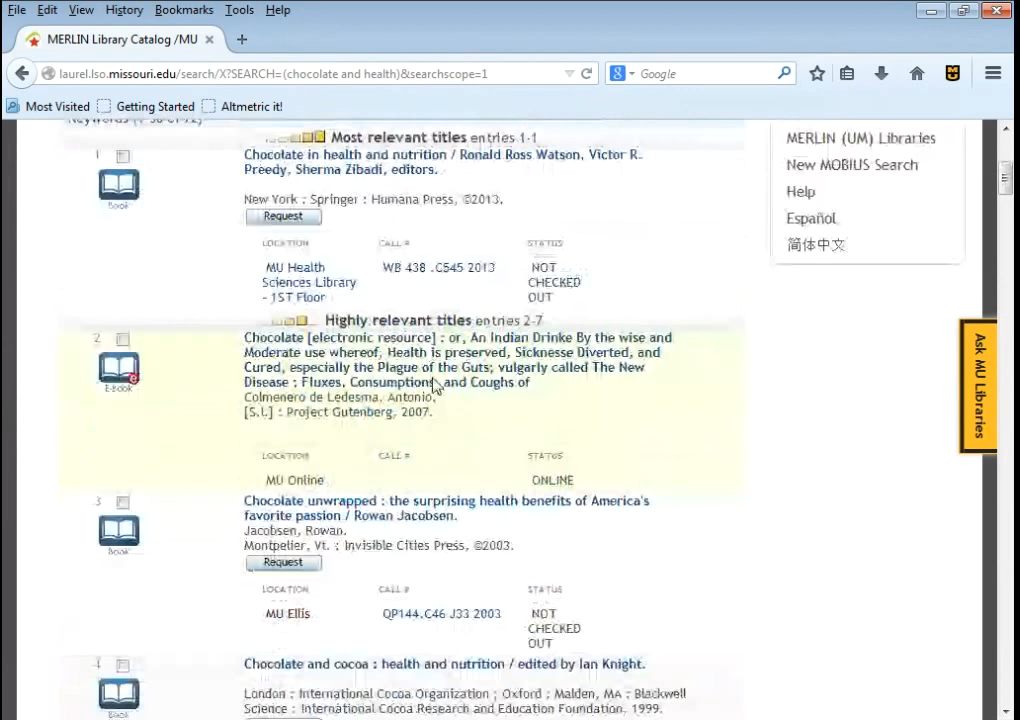 File Edit View History Bookmarks Tools Help
MERLIN Library Catalog /MU
laurel.lso.missouri.edu/search/X?SEARCH=(chocolate and health)&searchscope=1
Google
Most Visited Getting Started Altmetric it!
Most relevant titles entries 1-1
1
Chocolate in health and nutrition / Ronald Ross Watson, Victor R.
Preedy, Sherma Zibadi, editors.
Book
New York : Springer : Humana Press, ©2013.
Request
LOCATION CALL # STATUS
MU Health WB 438 .C545 2013 NOT
Sciences Library CHECKED
- 1ST Floor OUT
Highly relevant titles entries 2-7
2
Chocolate [electronic resource] : or, An Indian Drinke By the wise and
Moderate use whereof, Health is preserved, Sicknesse Diverted, and
Cured, especially the Plague of the Guts; vulgarly called The New
Disease ; Fluxes, Consumptions, and Coughs of
E-Book
Colmenero de Ledesma, Antonio.
[S.l.] : Project Gutenberg, 2007.
LOCATION CALL # STATUS
MU Online ONLINE
3
Chocolate unwrapped : the surprising health benefits of America's
favorite passion / Rowan Jacobsen.
Jacobsen, Rowan.
Book
Montpelier, Vt. : Invisible Cities Press, ©2003.
Request
LOCATION CALL # STATUS
MU Ellis QP144.C46 J33 2003 NOT
CHECKED
OUT
4
Chocolate and cocoa : health and nutrition / edited by Ian Knight.
London : International Cocoa Organization ; Oxford ; Malden, MA : Blackwell
Science : International Cocoa Research and Education Foundation, 1999.
Book
MERLIN (UM) Libraries
New MOBIUS Search
Help
Español
简体中文
Ask MU Libraries